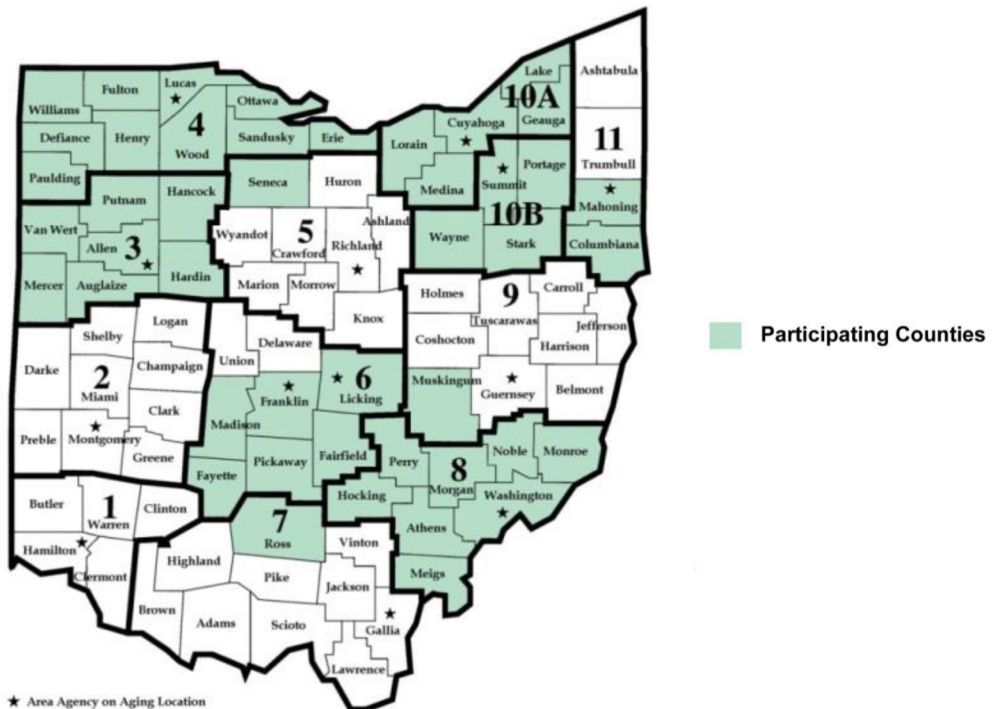 Lake
Ashtabula
10A
Geauga
Cuyahoga
Lorain
Medina
11
Trumbull
Mahoning
Columbiana
Portage
Summit
10B
Wayne
Stark
Williams
Fulton
Lucas
Ottawa
Defiance
Henry
4
Wood
Sandusky
Erie
Paulding
Putnam
Hancock
Van Wert
Allen
3
Mercer
Auglaize
Hardin
Seneca
Huron
Wyandot
5
Crawford
Richland
Ashland
Marion
Morrow
Knox
Holmes
9
Tuscarawas
Carroll
Jefferson
Coshocton
Harrison
Muskingum
Guernsey
Belmont
Participating Counties
Shelby
Logan
Darke
2
Miami
Champaign
Clark
Preble
Montgomery
Greene
Union
Delaware
6
Licking
Franklin
Madison
Pickaway
Fairfield
Fayette
Perry
8
Morgan
Noble
Monroe
Washington
Hocking
Athens
Meigs
Butler
1
Warren
Clinton
Hamilton
Clermont
7
Ross
Highland
Vinton
Pike
Jackson
Brown
Adams
Scioto
Gallia
Lawrence
★ Area Agency on Aging Location